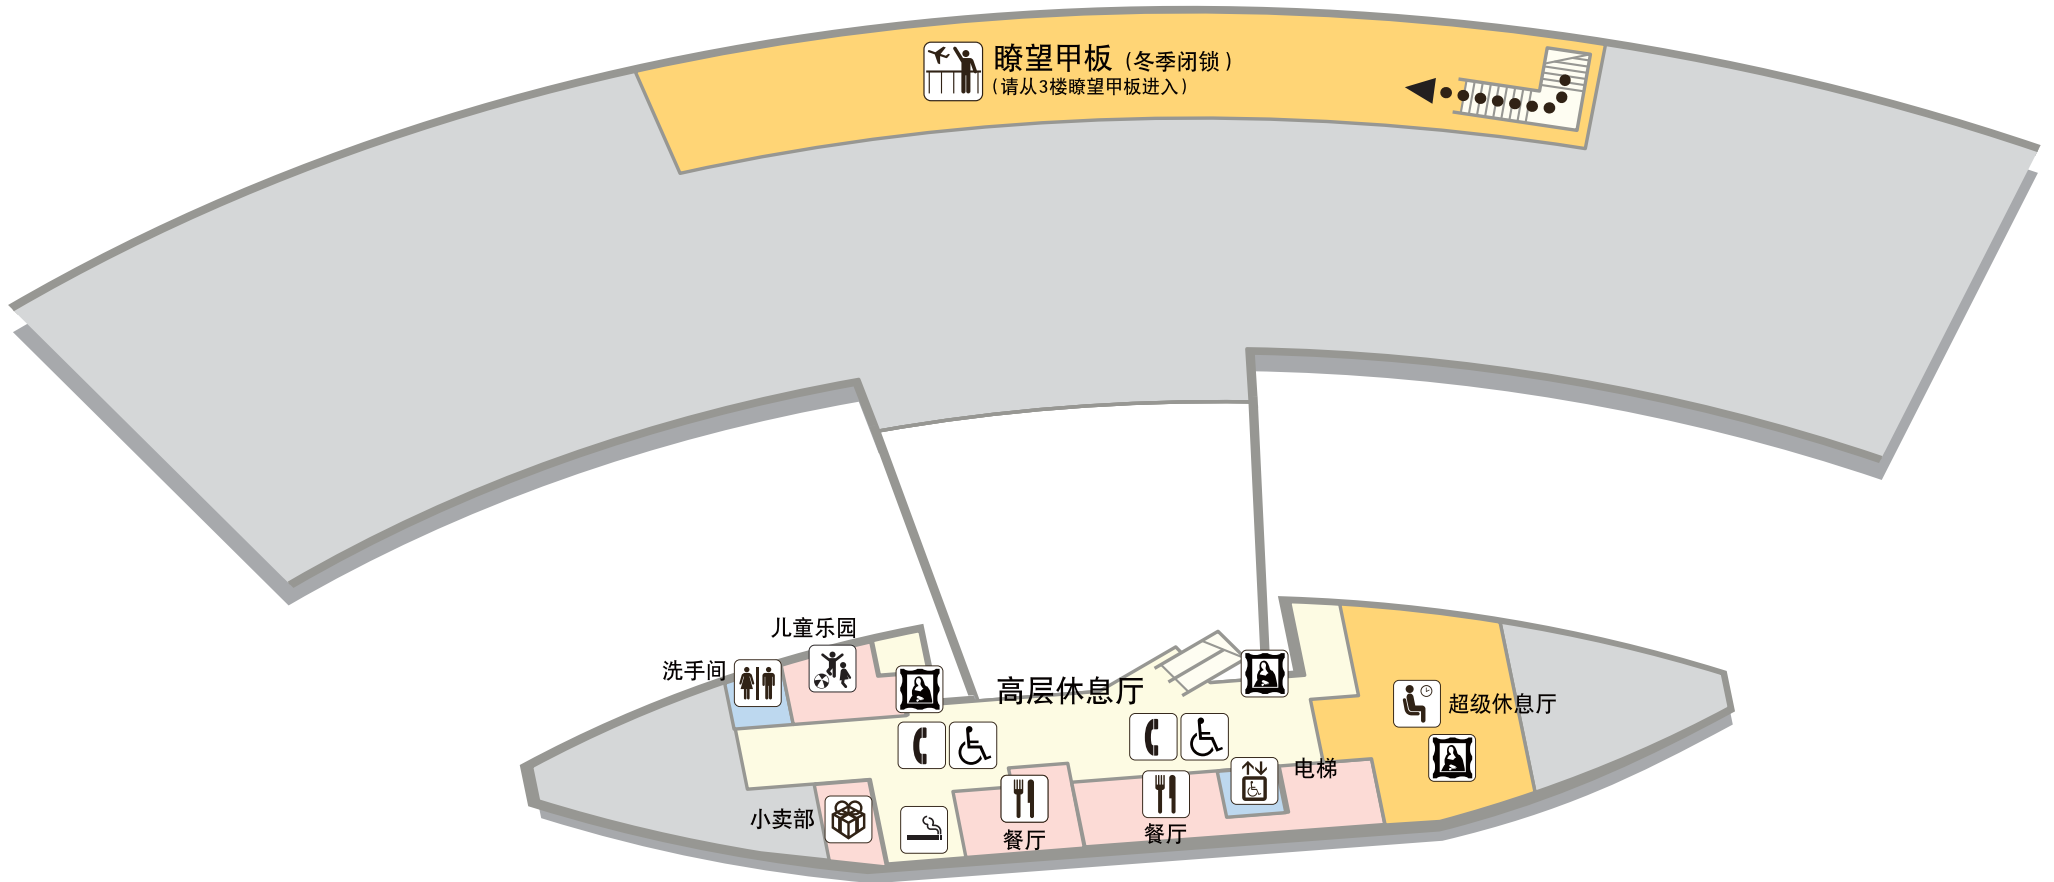 瞭望甲板（冬季闭锁）
（请从3楼瞭望甲板进入）
儿童乐园
洗手间
高层休息厅
超级休息厅
电梯
小卖部
餐厅
餐厅